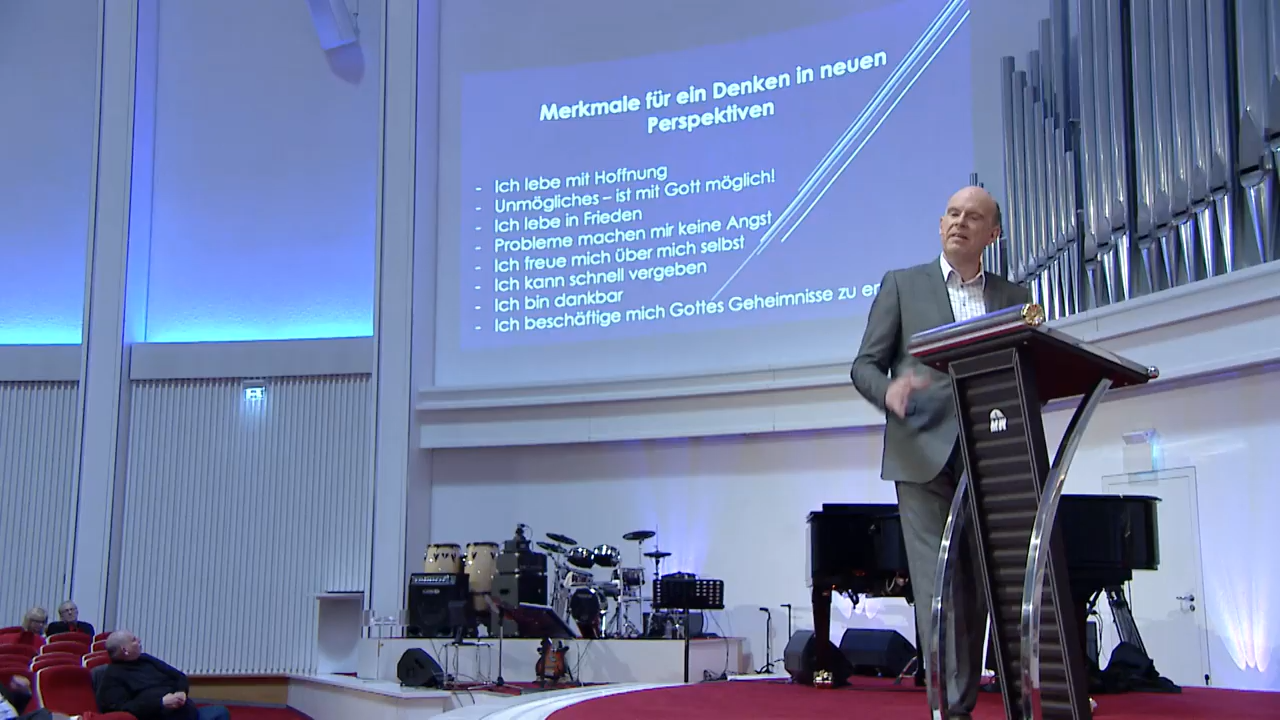 Merkmale für ein Denken in neuen
Perspektiven
- Ich lebe mit Hoffnung
- Unmögliches – ist mit Gott möglich!
- Ich lebe in Frieden
- Probleme machen mir keine Angst
- Ich freue mich über mich selbst
- Ich kann schnell vergeben
- Ich bin dankbar
- Ich beschäftige mich Gottes Geheimnisse zu